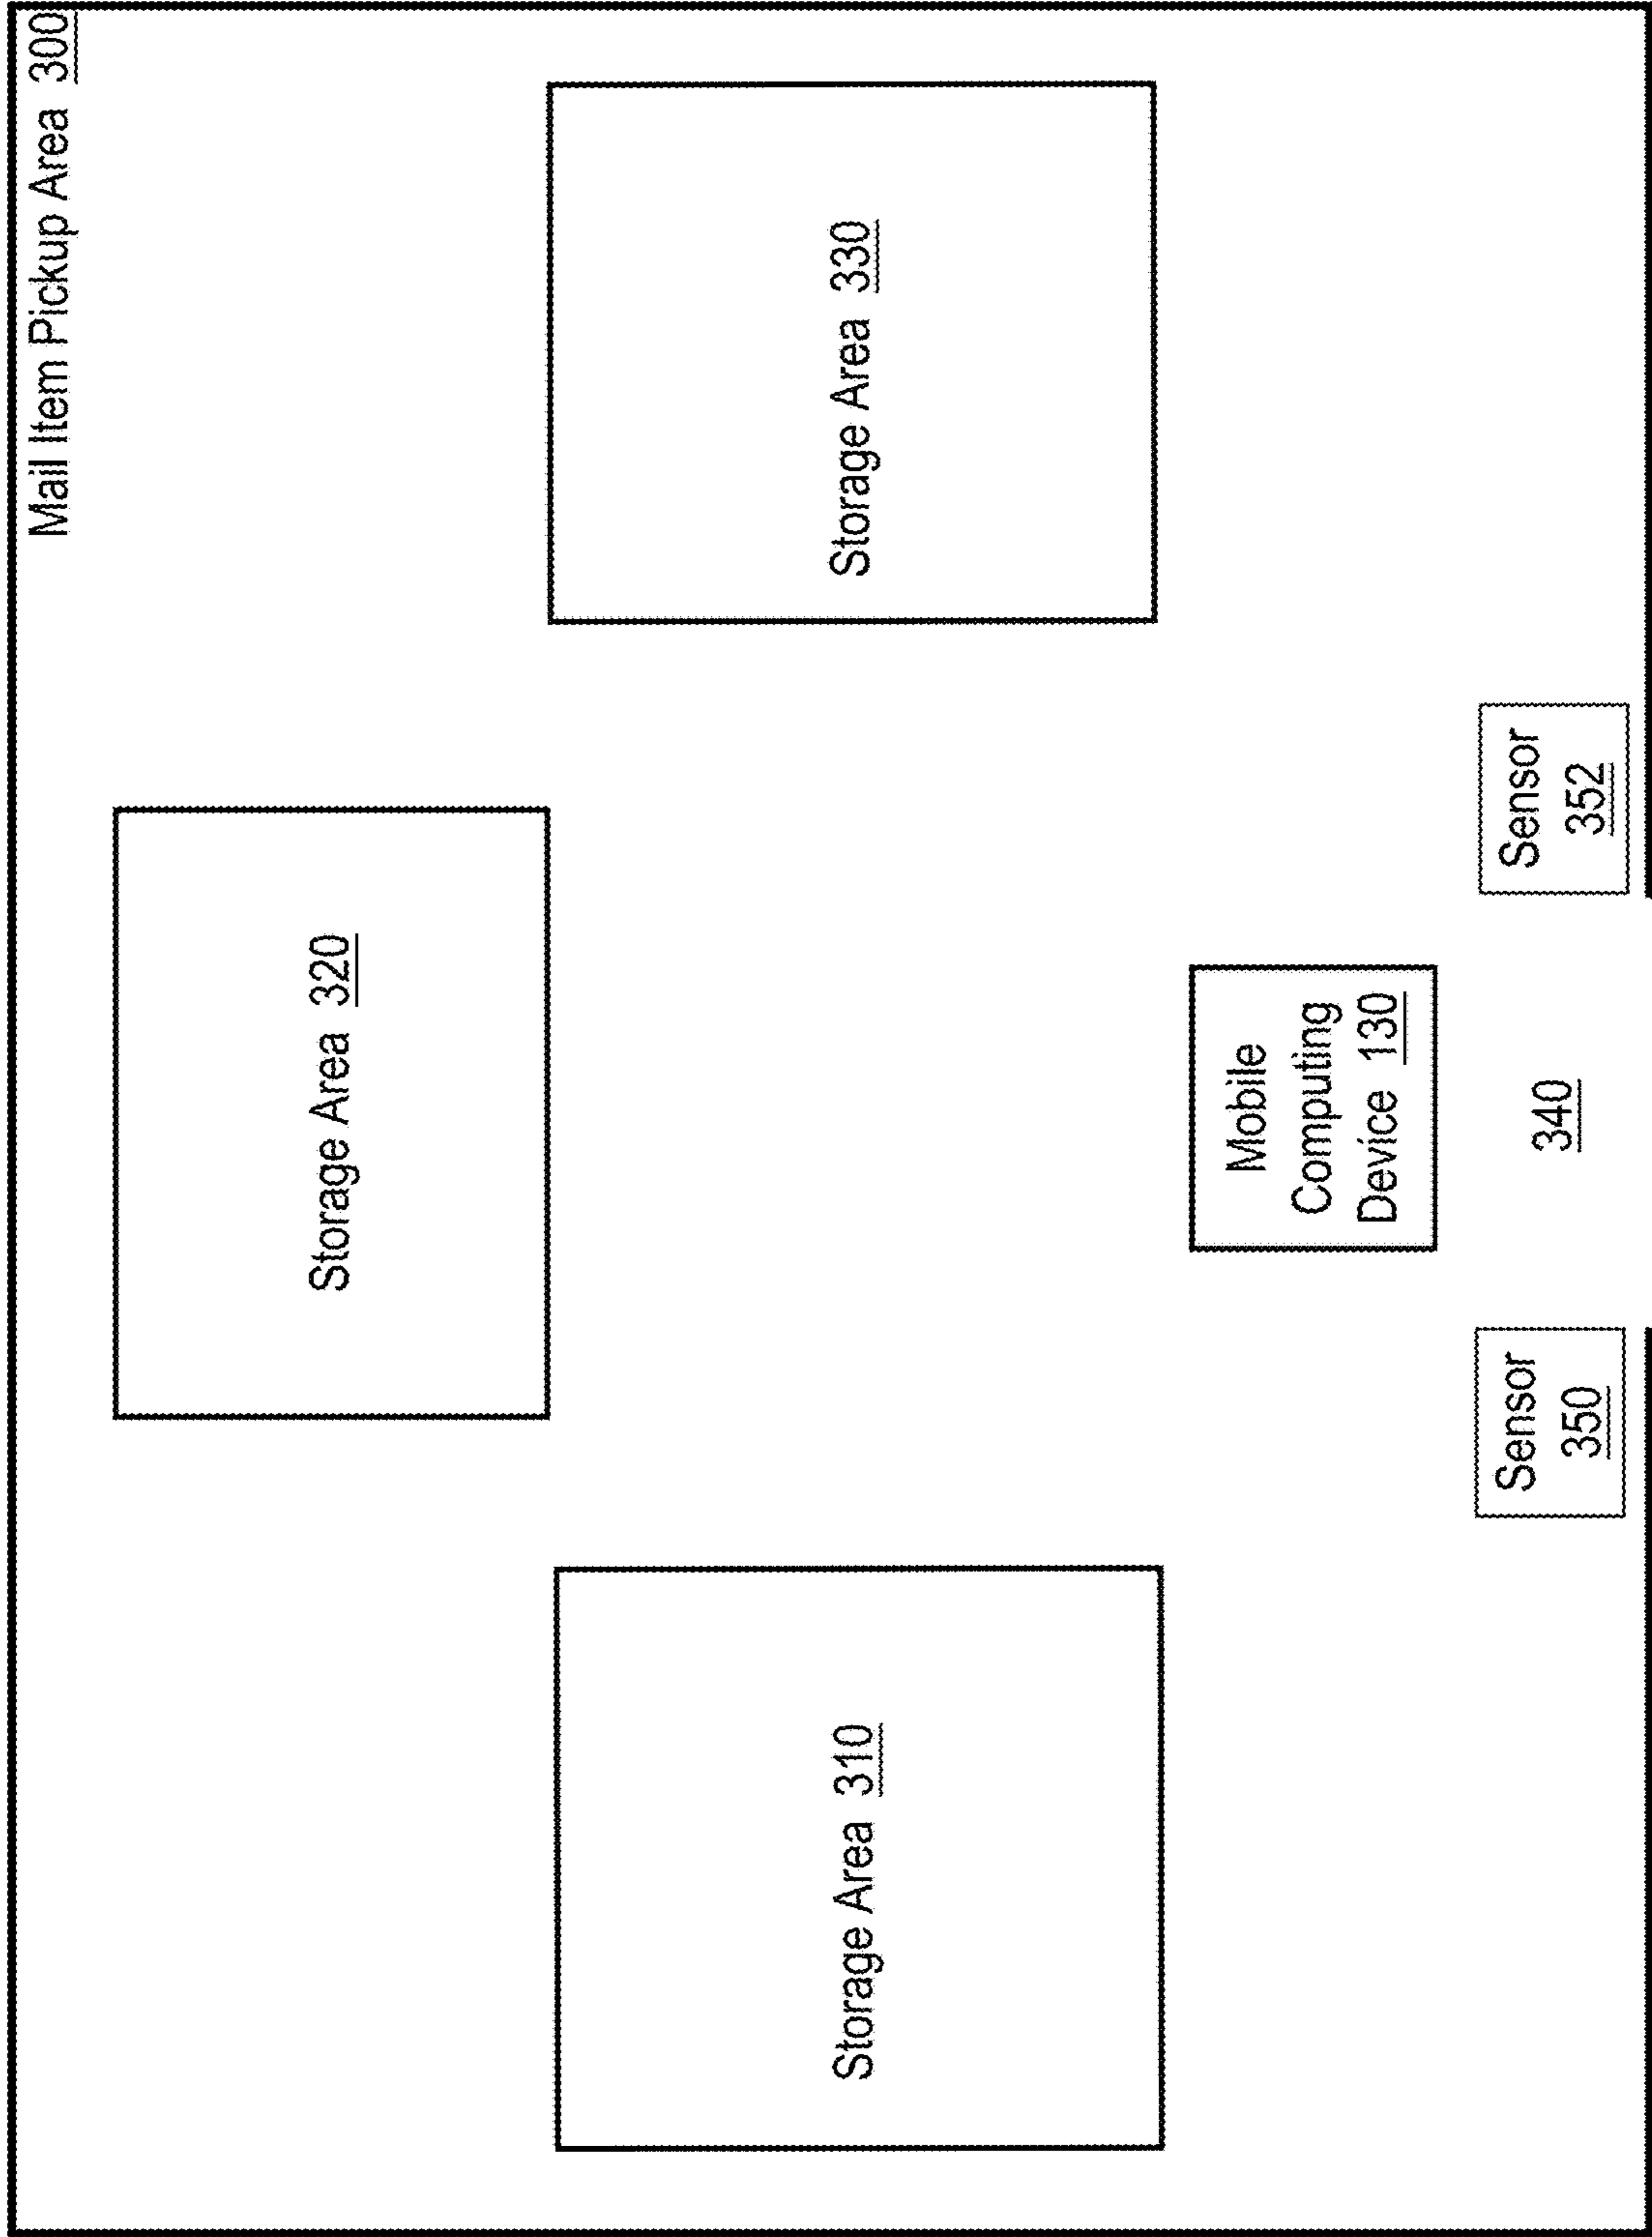 Mail Item Pickup Area 300
Storage Area 320
Storage Area 310
Storage Area 330
Mobile
Computing
Device 130
Sensor
350
340
Sensor
352